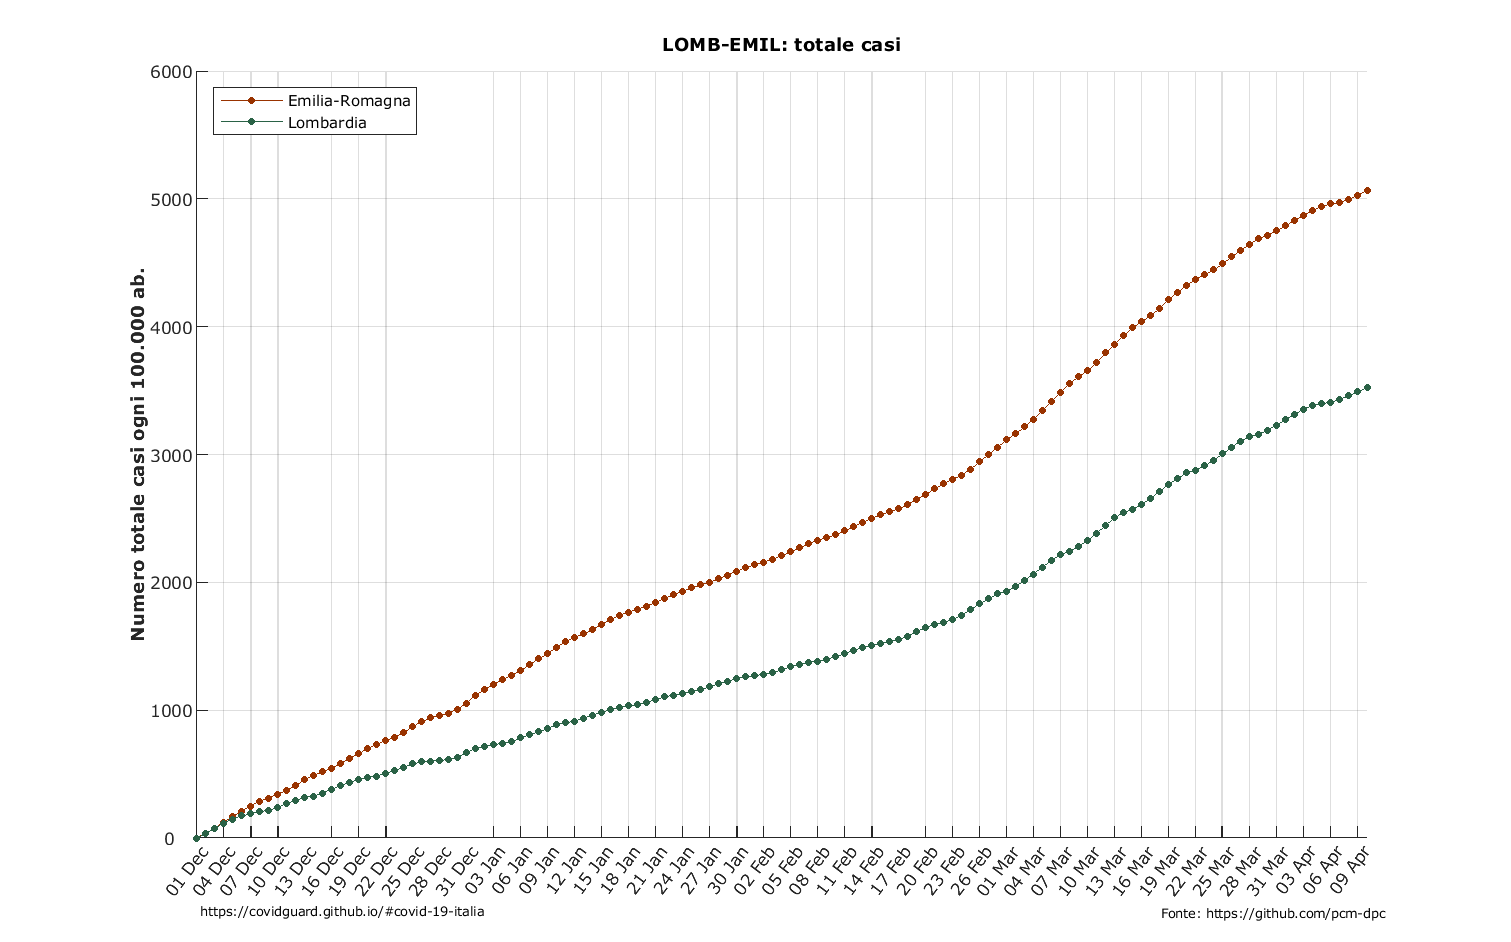 LOMB-EMIL: totale casi
Emilia-Romagna
Lombardia
Numero totale casi ogni 100.000 ab.
6000
5000
4000
3000
2000
1000
0
01 Dec
04 Dec
07 Dec
10 Dec
13 Dec
16 Dec
19 Dec
22 Dec
25 Dec
28 Dec
31 Dec
03 Jan
06 Jan
09 Jan
12 Jan
15 Jan
18 Jan
21 Jan
24 Jan
27 Jan
30 Jan
02 Feb
05 Feb
08 Feb
11 Feb
14 Feb
17 Feb
20 Feb
23 Feb
26 Feb
01 Mar
04 Mar
07 Mar
10 Mar
13 Mar
16 Mar
19 Mar
22 Mar
25 Mar
28 Mar
31 Mar
03 Apr
06 Apr
09 Apr
https://covidguard.github.io/#covid-19-italia
Fonte: https://github.com/pcm-dpc